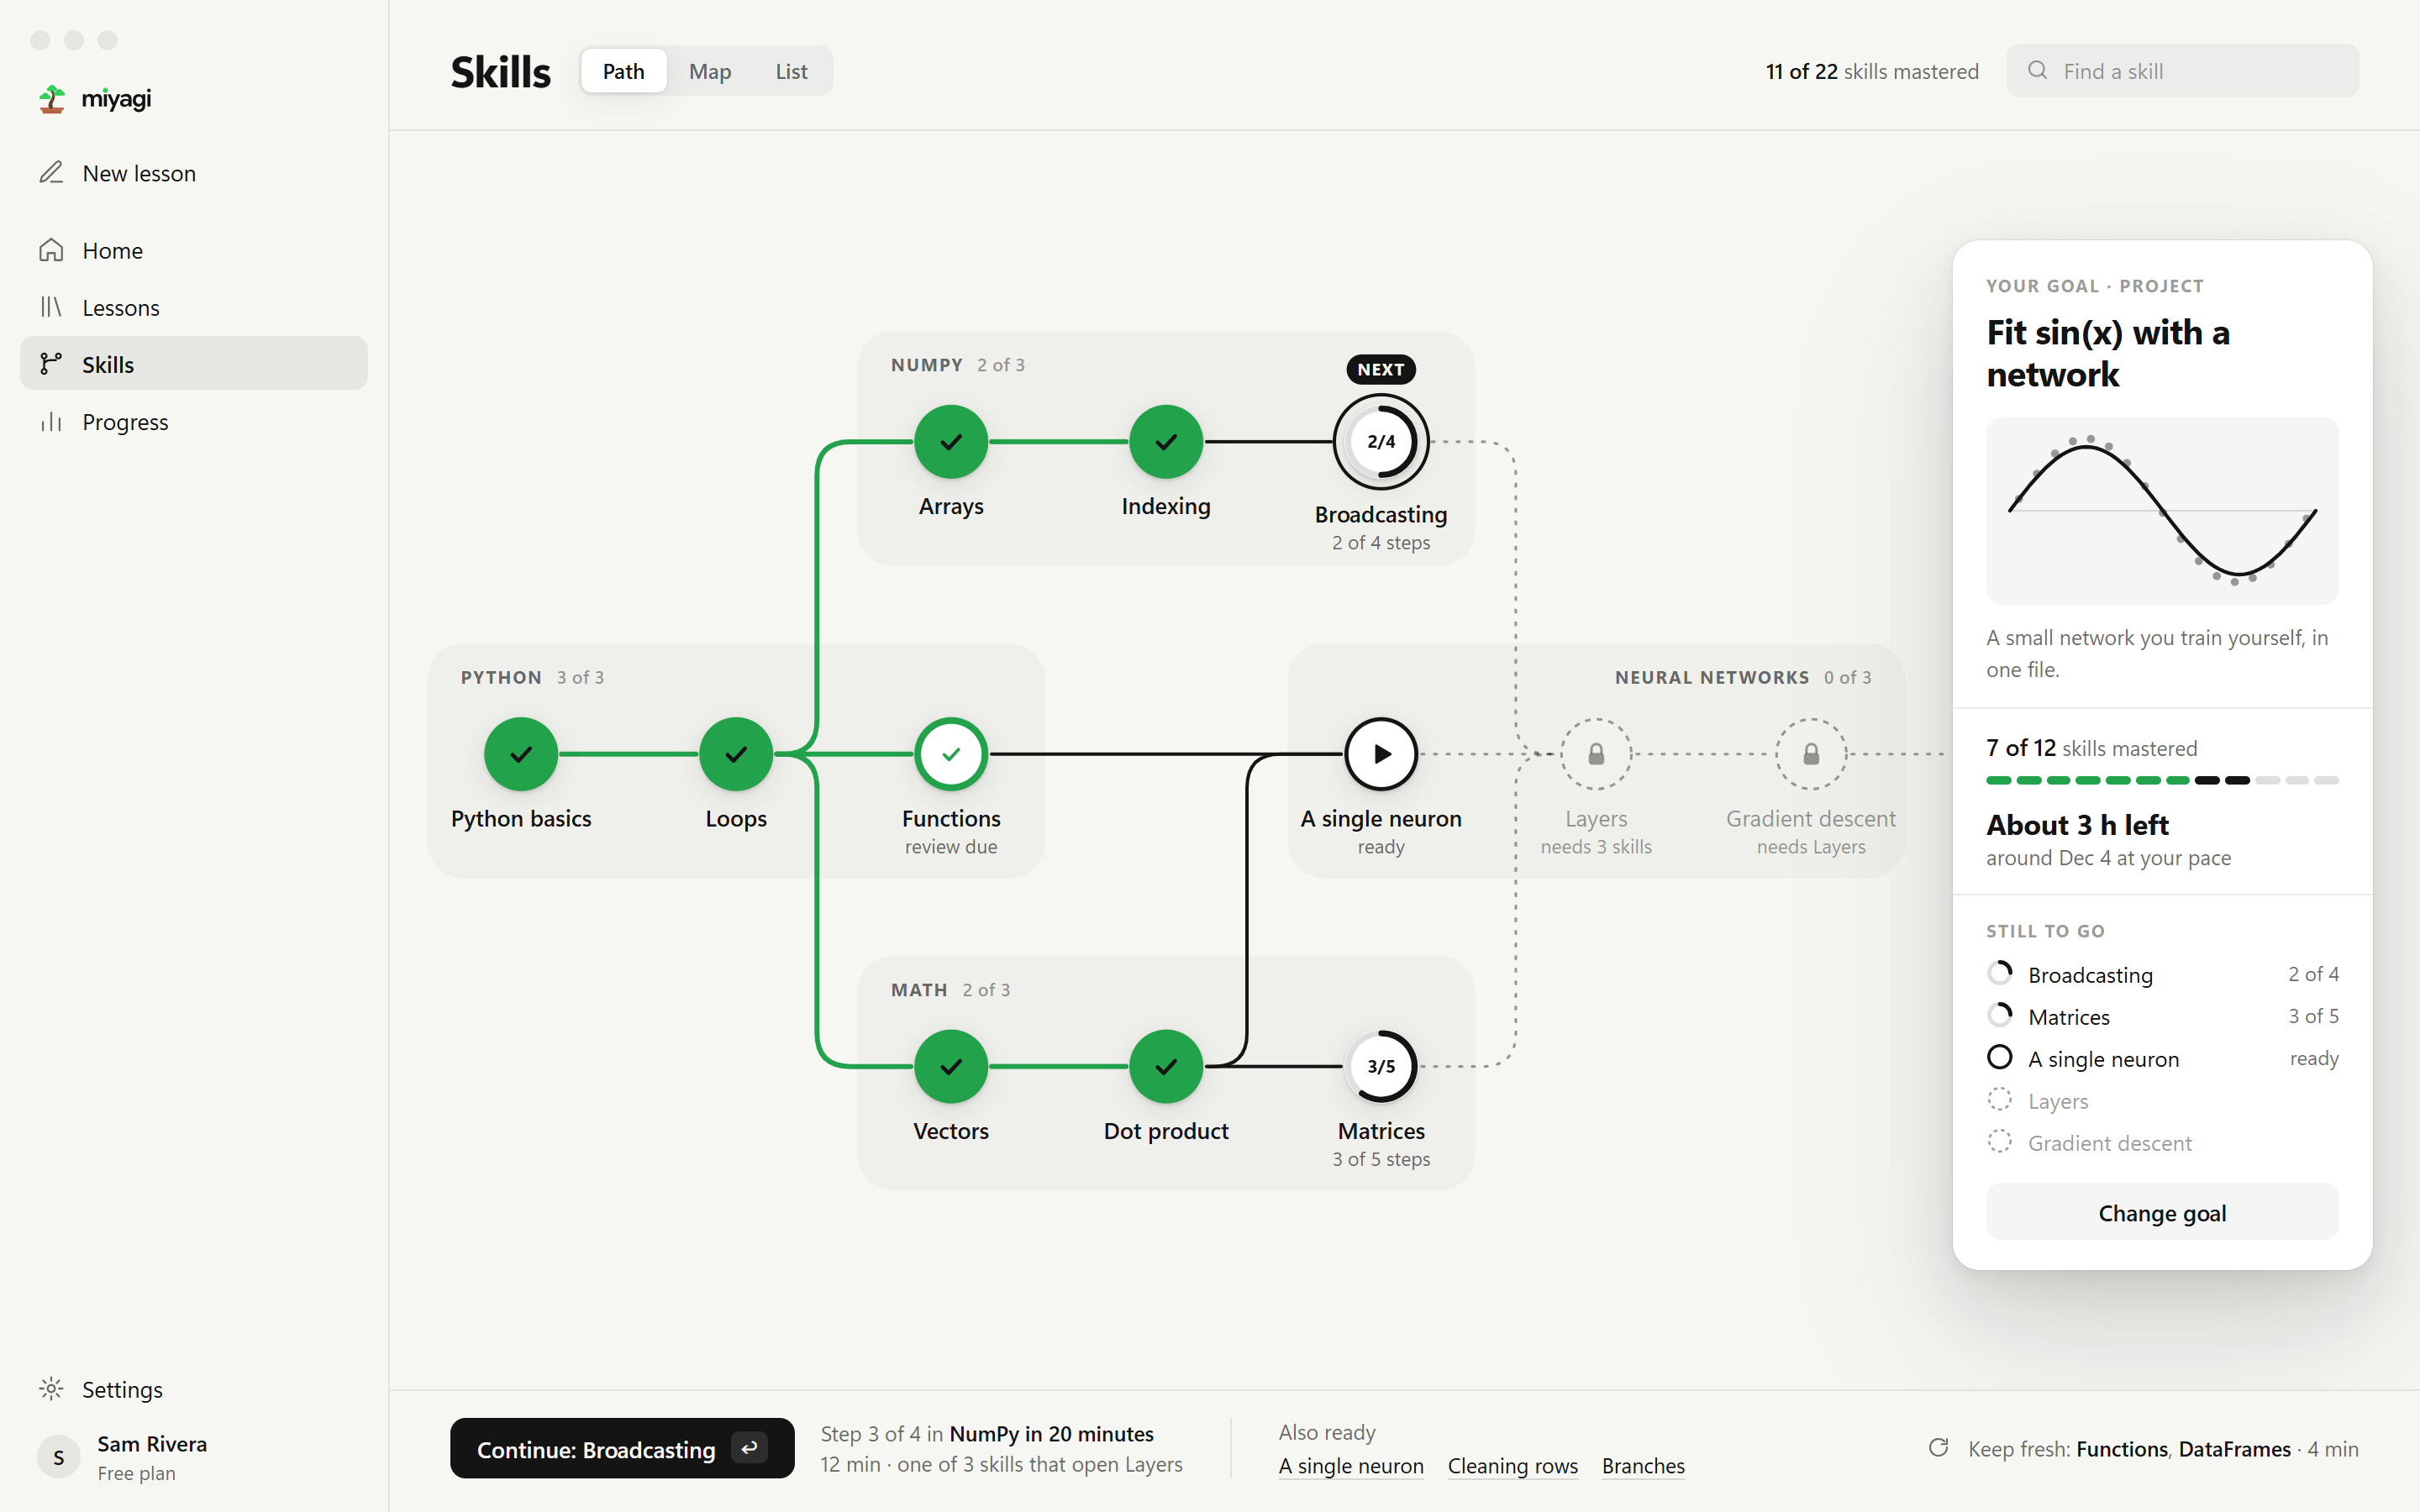 miyagi
New lesson
Home
Lessons
Skills
Progress
Settings
S
Sam Rivera
Free plan
Skills
Path
Map
List
11 of 22 skills mastered
Find a skill
NUMPY 2 of 3
NEXT
2/4
Arrays
Indexing
Broadcasting
2 of 4 steps
PYTHON 3 of 3
Python basics
Loops
Functions
review due
NEURAL NETWORKS 0 of 3
A single neuron
ready
Layers
needs 3 skills
Gradient descent
needs Layers
MATH 2 of 3
3/5
Vectors
Dot product
Matrices
3 of 5 steps
YOUR GOAL · PROJECT
Fit sin(x) with a
network
A small network you train yourself, in
one file.
7 of 12 skills mastered
About 3 h left
around Dec 4 at your pace
STILL TO GO
Broadcasting 2 of 4
Matrices 3 of 5
A single neuron ready
Layers
Gradient descent
Change goal
Continue: Broadcasting
Step 3 of 4 in NumPy in 20 minutes
12 min · one of 3 skills that open Layers
Also ready
A single neuron Cleaning rows Branches
Keep fresh: Functions, DataFrames · 4 min